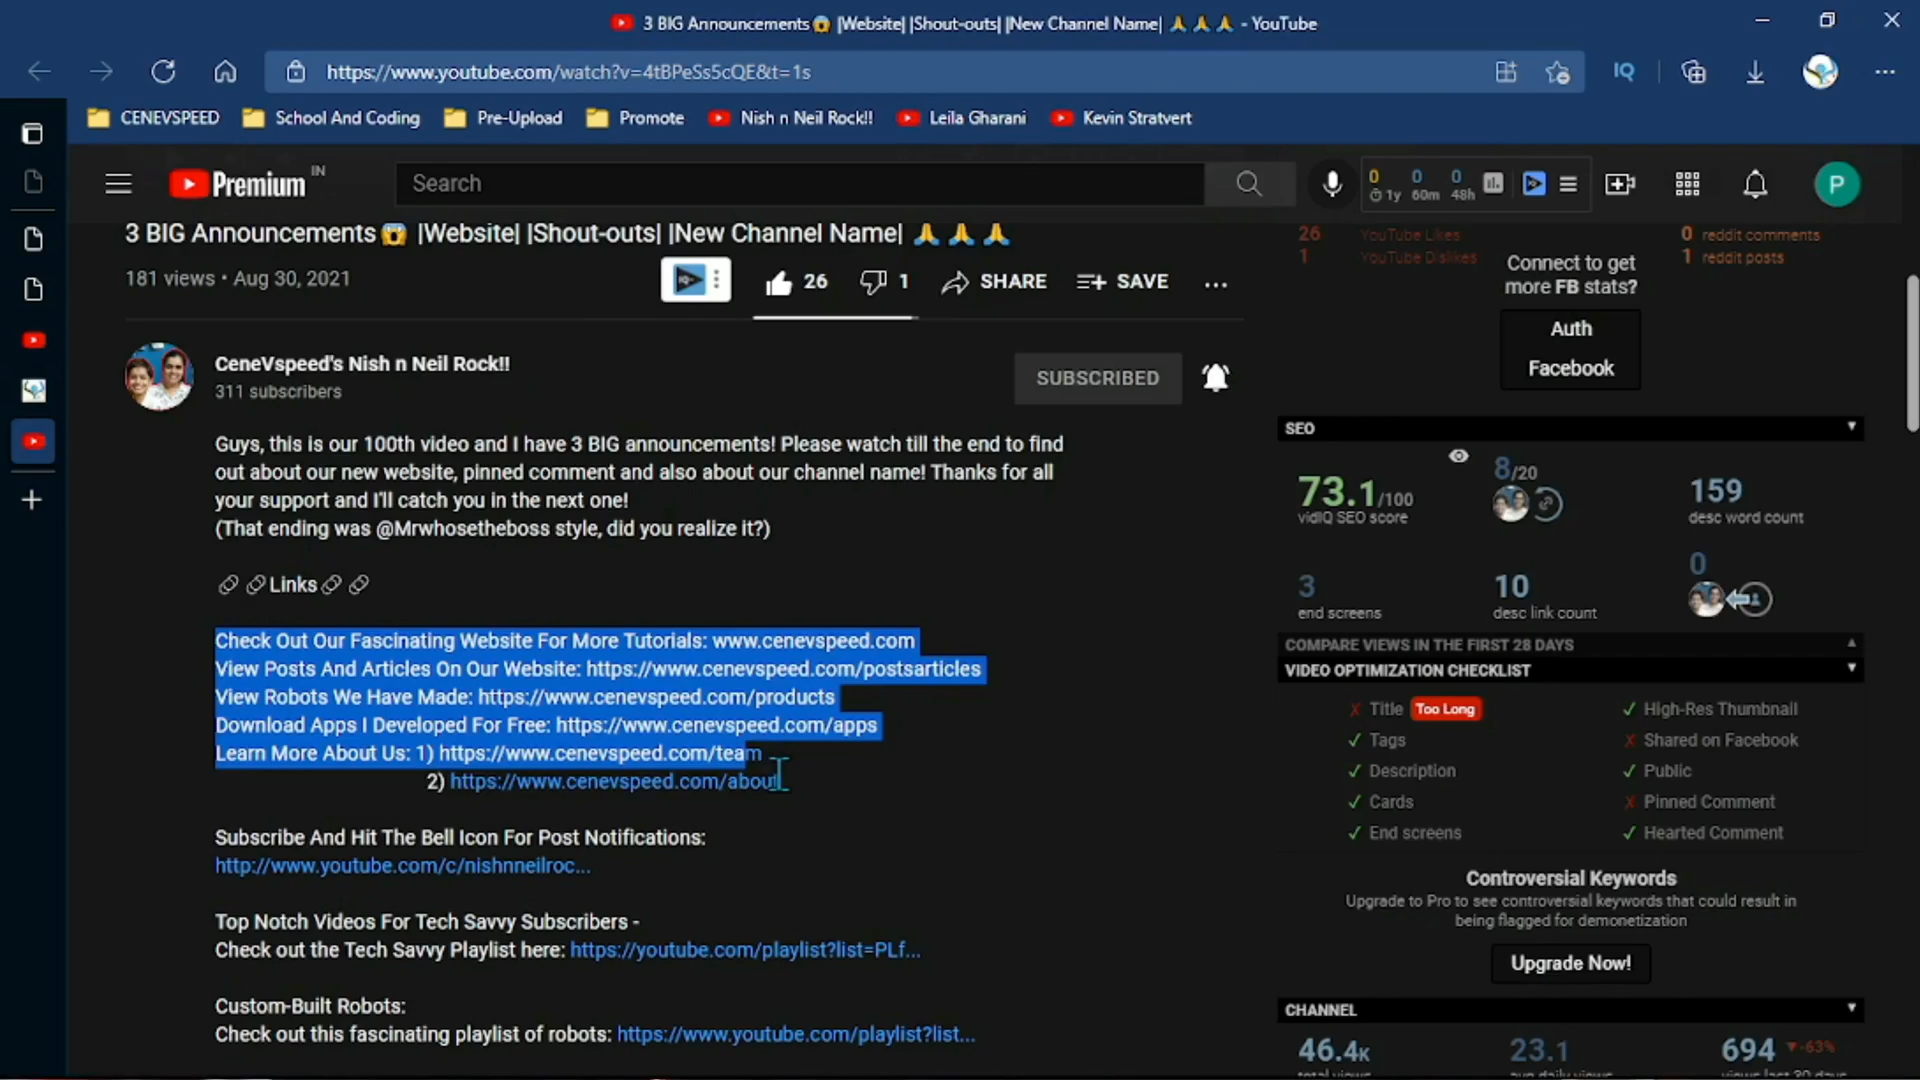 3 BIG Announcements😱 |Website| |Shout-outs| |New Channel Name| 🙏 🙏 🙏 - YouTube
https://www.youtube.com/watch?v=4tBPeSs5cQE&t=1s
IQ
CENEVSPEED
School And Coding
Pre-Upload
Promote
Nish n Neil Rock!!
Leila Gharani
Kevin Stratvert
Premium IN
Search
0 0 0
1y 60m 48h
P
3 BIG Announcements😱 |Website| |Shout-outs| |New Channel Name| 🙏 🙏 🙏
181 views • Aug 30, 2021
26
1
SHARE
SAVE
CeneVspeed's Nish n Neil Rock!!
311 subscribers
SUBSCRIBED
Guys, this is our 100th video and I have 3 BIG announcements! Please watch till the end to find
out about our new website, pinned comment and also about our channel name! Thanks for all
your support and I'll catch you in the next one!
(That ending was @Mrwhosetheboss style, did you realize it?)
🔗 🔗Links🔗 🔗
Check Out Our Fascinating Website For More Tutorials: www.cenevspeed.com
View Posts And Articles On Our Website: https://www.cenevspeed.com/postsarticles
View Robots We Have Made: https://www.cenevspeed.com/products
Download Apps I Developed For Free: https://www.cenevspeed.com/apps
Learn More About Us: 1) https://www.cenevspeed.com/team
2) https://www.cenevspeed.com/about
Subscribe And Hit The Bell Icon For Post Notifications:
http://www.youtube.com/c/nishnneilroc...
Top Notch Videos For Tech Savvy Subscribers -
Check out the Tech Savvy Playlist here: https://youtube.com/playlist?list=PLf...
Custom-Built Robots:
Check out this fascinating playlist of robots: https://www.youtube.com/playlist?list...
26 YouTube Likes
1 YouTube Dislikes
0 reddit comments
1 reddit posts
Connect to get
more FB stats?
Auth
Facebook
SEO
73.1/100
vidIQ SEO score
8/20
159
desc word count
3
end screens
10
desc link count
0
COMPARE VIEWS IN THE FIRST 28 DAYS
VIDEO OPTIMIZATION CHECKLIST
✗ Title Too Long
✓ High-Res Thumbnail
✓ Tags
✗ Shared on Facebook
✓ Description
✓ Public
✓ Cards
✗ Pinned Comment
✓ End screens
✓ Hearted Comment
Controversial Keywords
Upgrade to Pro to see controversial keywords that could result in
being flagged for demonetization
Upgrade Now!
CHANNEL
46.4K
total views
23.1
avg daily views
694 ▼-63%
views last 30 days